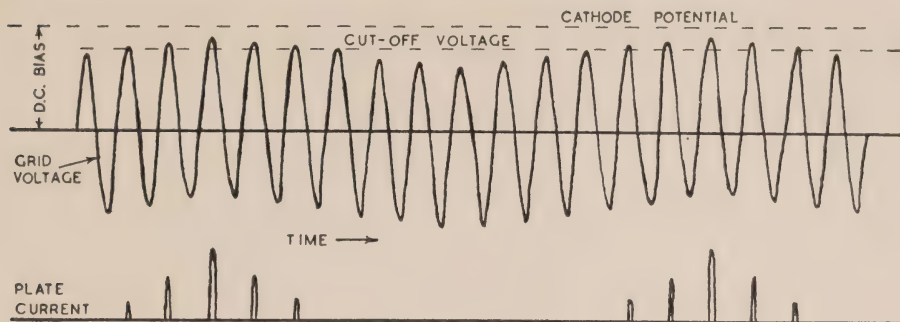 CATHODE POTENTIAL
CUT-OFF VOLTAGE
D.C. BIAS
GRID
VOLTAGE
TIME
PLATE
CURRENT